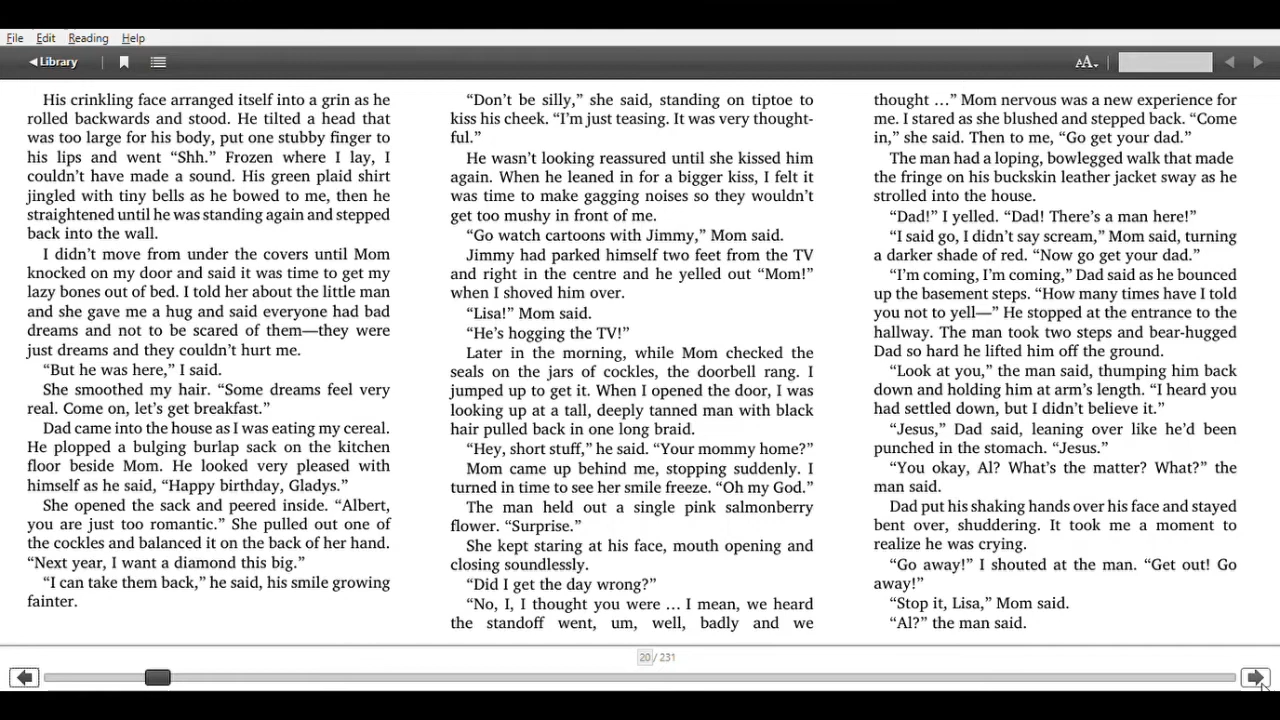 File Edit Reading Help
Library
AA
His crinkling face arranged itself into a grin as he
rolled backwards and stood. He tilted a head that
was too large for his body, put one stubby finger to
his lips and went “Shh.” Frozen where I lay, I
couldn’t have made a sound. His green plaid shirt
jingled with tiny bells as he bowed to me, then he
straightened until he was standing again and stepped
back into the wall.
I didn’t move from under the covers until Mom
knocked on my door and said it was time to get my
lazy bones out of bed. I told her about the little man
and she gave me a hug and said everyone had bad
dreams and not to be scared of them—they were
just dreams and they couldn’t hurt me.
“But he was here,” I said.
She smoothed my hair. “Some dreams feel very
real. Come on, let’s get breakfast.”
Dad came into the house as I was eating my cereal.
He plopped a bulging burlap sack on the kitchen
floor beside Mom. He looked very pleased with
himself as he said, “Happy birthday, Gladys.”
She opened the sack and peered inside. “Albert,
you are just too romantic.” She pulled out one of
the cockles and balanced it on the back of her hand.
“Next year, I want a diamond this big.”
“I can take them back,” he said, his smile growing
fainter.
“Don’t be silly,” she said, standing on tiptoe to
kiss his cheek. “I’m just teasing. It was very thought-
ful.”
He wasn’t looking reassured until she kissed him
again. When he leaned in for a bigger kiss, I felt it
was time to make gagging noises so they wouldn’t
get too mushy in front of me.
“Go watch cartoons with Jimmy,” Mom said.
Jimmy had parked himself two feet from the TV
and right in the centre and he yelled out “Mom!”
when I shoved him over.
“Lisa!” Mom said.
“He’s hogging the TV!”
Later in the morning, while Mom checked the
seals on the jars of cockles, the doorbell rang. I
jumped up to get it. When I opened the door, I was
looking up at a tall, deeply tanned man with black
hair pulled back in one long braid.
“Hey, short stuff,” he said. “Your mommy home?”
Mom came up behind me, stopping suddenly. I
turned in time to see her smile freeze. “Oh my God.”
The man held out a single pink salmonberry
flower. “Surprise.”
She kept staring at his face, mouth opening and
closing soundlessly.
“Did I get the day wrong?”
“No, I, I thought you were … I mean, we heard
the standoff went, um, well, badly and we
thought …” Mom nervous was a new experience for
me. I stared as she blushed and stepped back. “Come
in,” she said. Then to me, “Go get your dad.”
The man had a loping, bowlegged walk that made
the fringe on his buckskin leather jacket sway as he
strolled into the house.
“Dad!” I yelled. “Dad! There’s a man here!”
“I said go, I didn’t say scream,” Mom said, turning
a darker shade of red. “Now go get your dad.”
“I’m coming, I’m coming,” Dad said as he bounced
up the basement steps. “How many times have I told
you not to yell—” He stopped at the entrance to the
hallway. The man took two steps and bear-hugged
Dad so hard he lifted him off the ground.
“Look at you,” the man said, thumping him back
down and holding him at arm’s length. “I heard you
had settled down, but I didn’t believe it.”
“Jesus,” Dad said, leaning over like he’d been
punched in the stomach. “Jesus.”
“You okay, Al? What’s the matter? What?” the
man said.
Dad put his shaking hands over his face and stayed
bent over, shuddering. It took me a moment to
realize he was crying.
“Go away!” I shouted at the man. “Get out! Go
away!”
“Stop it, Lisa,” Mom said.
“Al?” the man said.
20 / 231